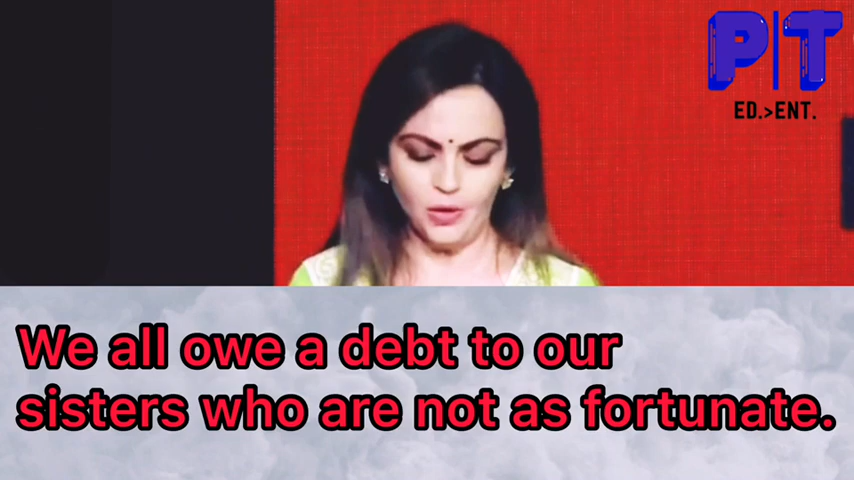 P|T
ED.>ENT.
We all owe a debt to our
sisters who are not as fortunate.